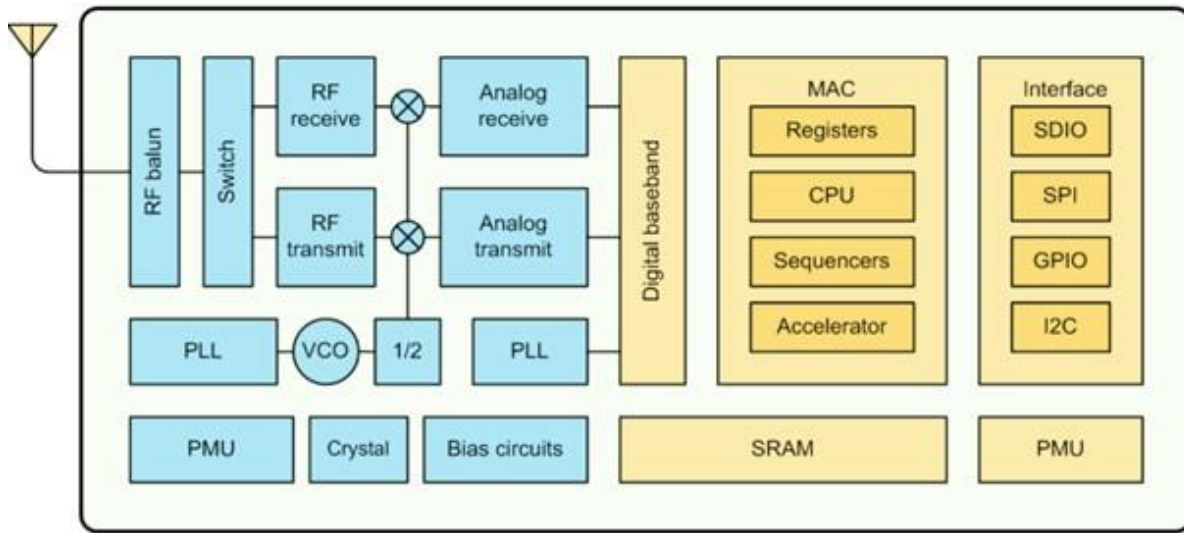 RF balun
Switch
RF
receive
Analog
receive
RF
transmit
Analog
transmit
PLL
VCO
1/2
PLL
PMU
Crystal
Bias circuits
Digital baseband
MAC
Registers
CPU
Sequencers
Accelerator
Interface
SDIO
SPI
GPIO
I2C
SRAM
PMU